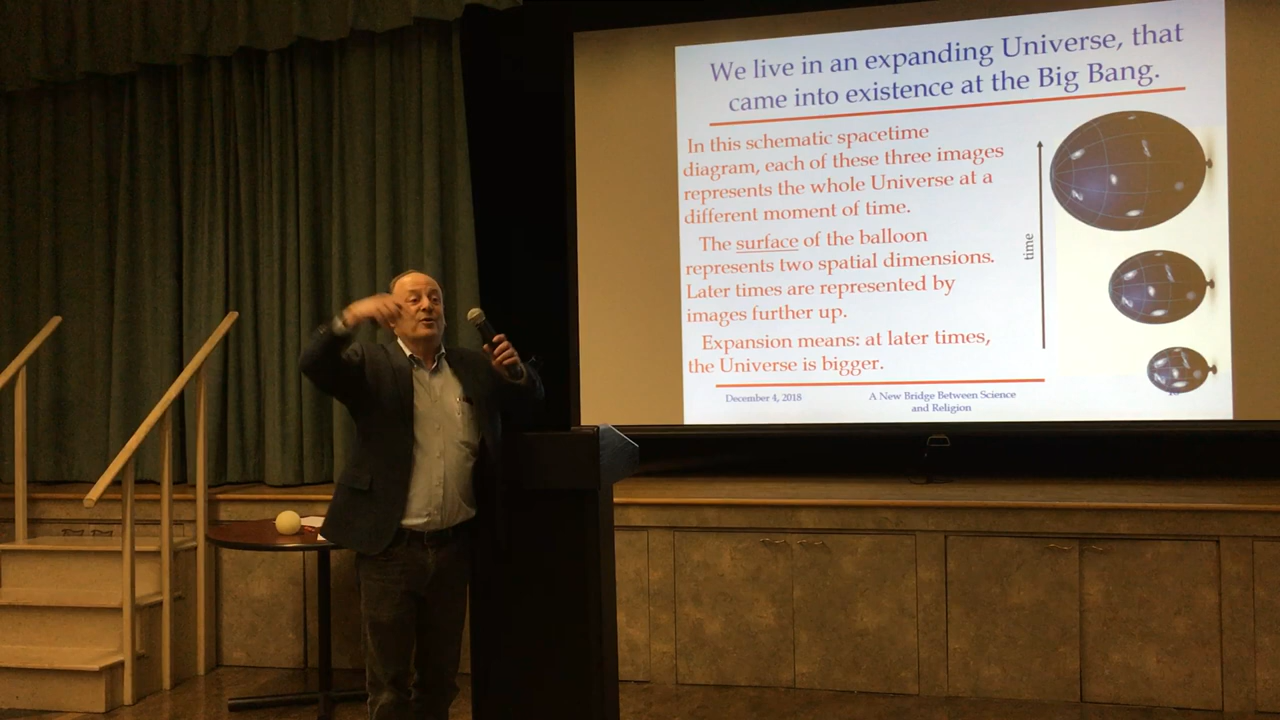 We live in an expanding Universe, that
came into existence at the Big Bang.
In this schematic spacetime
diagram, each of these three images
represents the whole Universe at a
different moment of time.
The surface of the balloon
represents two spatial dimensions.
Later times are represented by
images further up.
Expansion means: at later times,
the Universe is bigger.
time
December 4, 2018
A New Bridge Between Science
and Religion